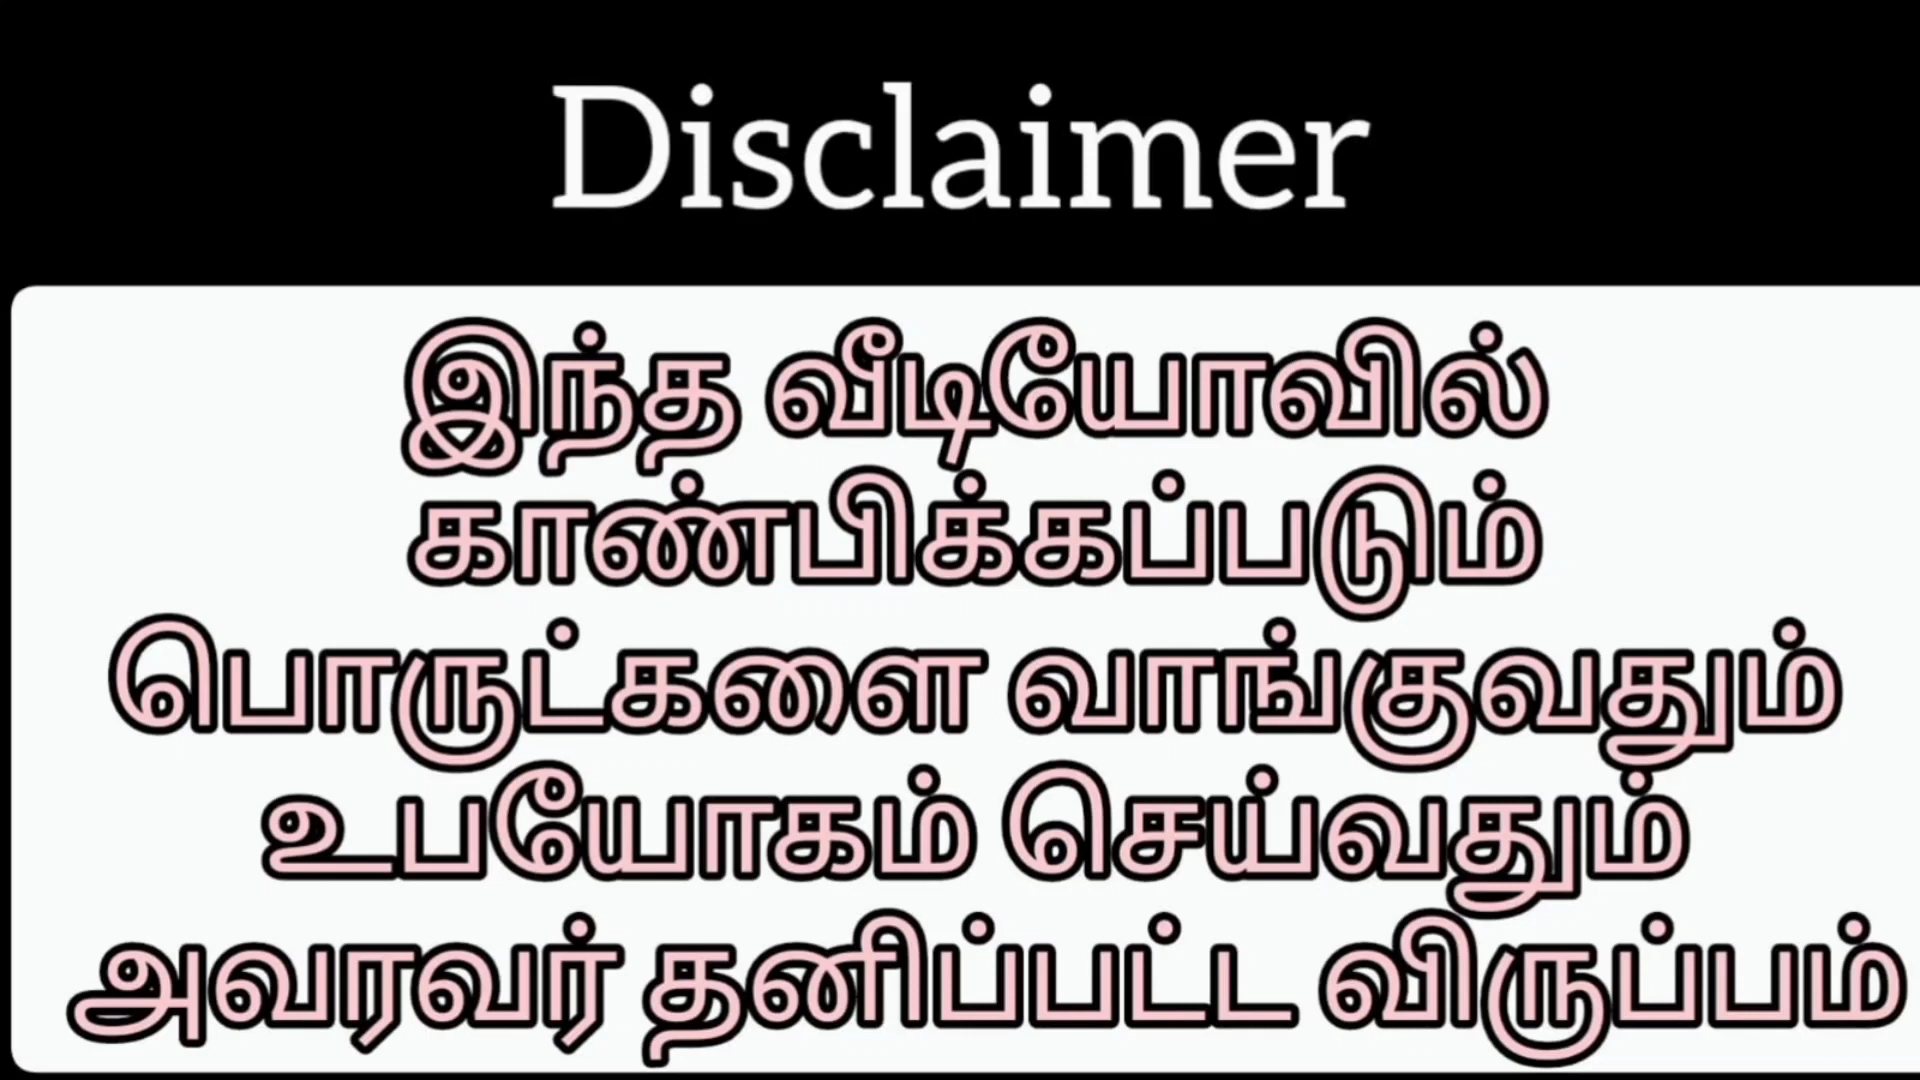 Disclaimer
இந்த வீடியோவில்
காண்பிக்கப்படும்
பொருட்களை வாங்குவதும்
உபயோகம் செய்வதும்
அவரவர் தனிப்பட்ட விருப்பம்